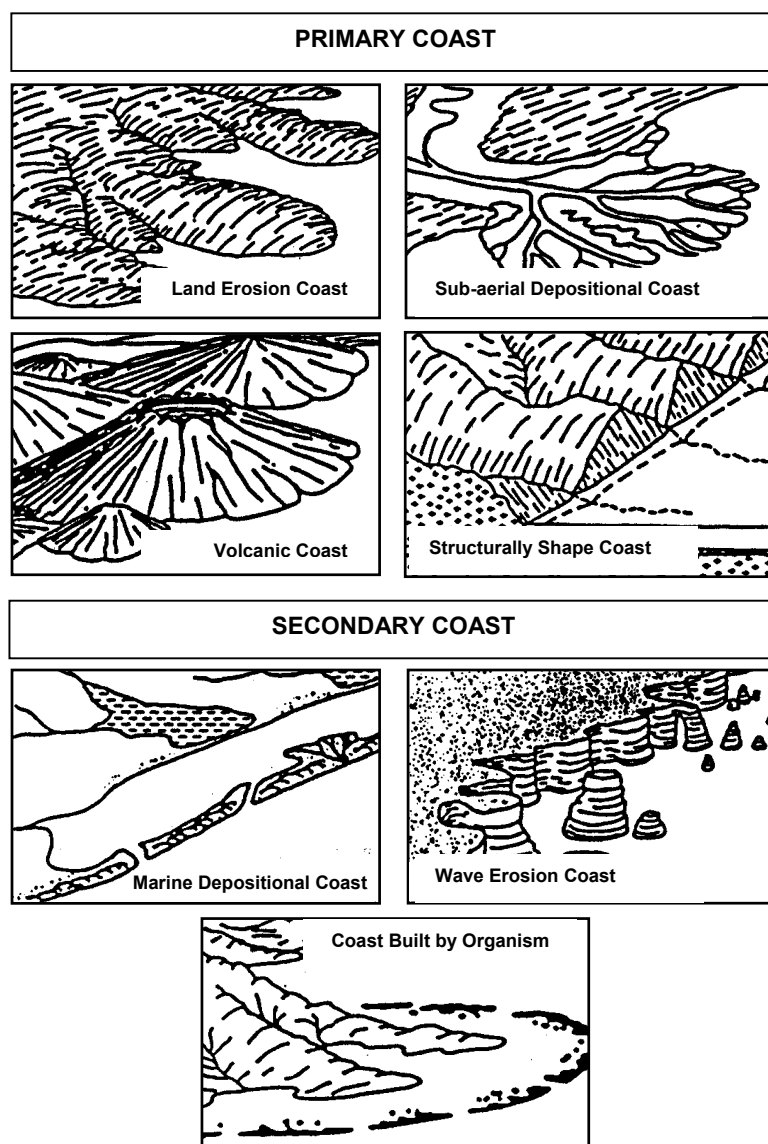 PRIMARY COAST
Land Erosion Coast
Sub-aerial Depositional Coast
Volcanic Coast
Structurally Shape Coast
SECONDARY COAST
Marine Depositional Coast
Wave Erosion Coast
Coast Built by Organism